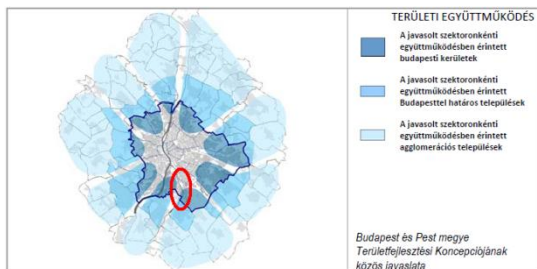 TERÜLETI EGYÜTTMŰKÖDÉS
A javasolt szektoronkénti
együttműködésben érintett
budapesti kerületek
A javasolt szektoronkénti
együttműködésben érintett
Budapesttel határos települések
A javasolt szektoronkénti
együttműködésben érintett
agglomerációs települések
Budapest és Pest megye
Területfejlesztési Koncepciójának
közös javaslata